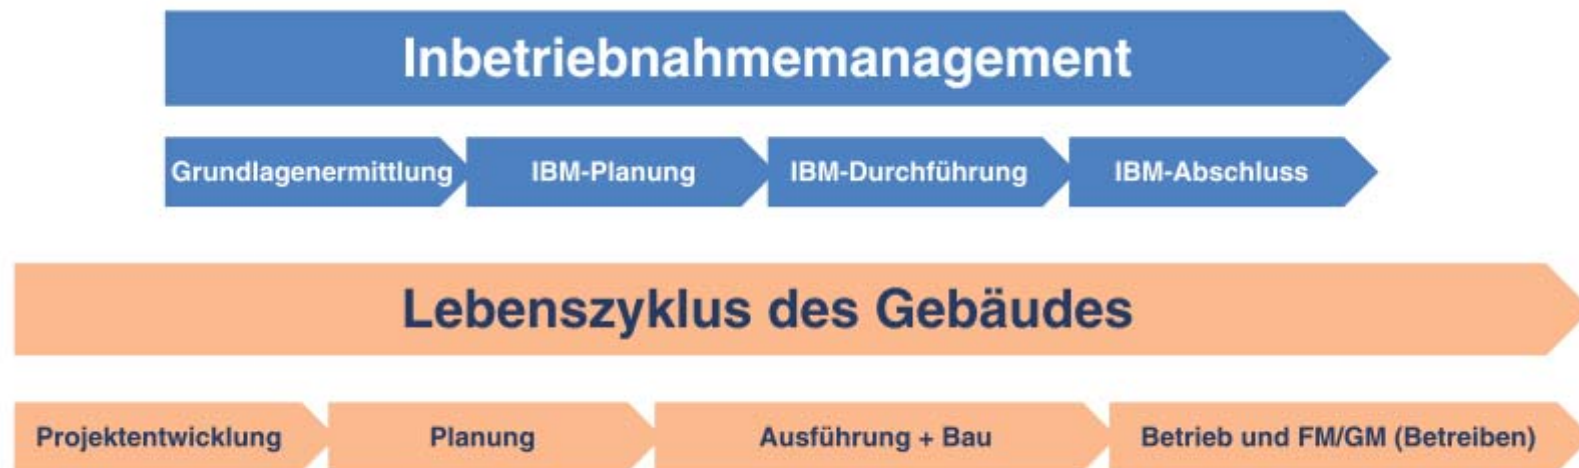 Inbetriebnahmemanagement
Grundlagenermittlung IBM-Planung IBM-Durchführung IBM-Abschluss
Lebenszyklus des Gebäudes
Projektentwicklung Planung Ausführung + Bau Betrieb und FM/GM (Betreiben)